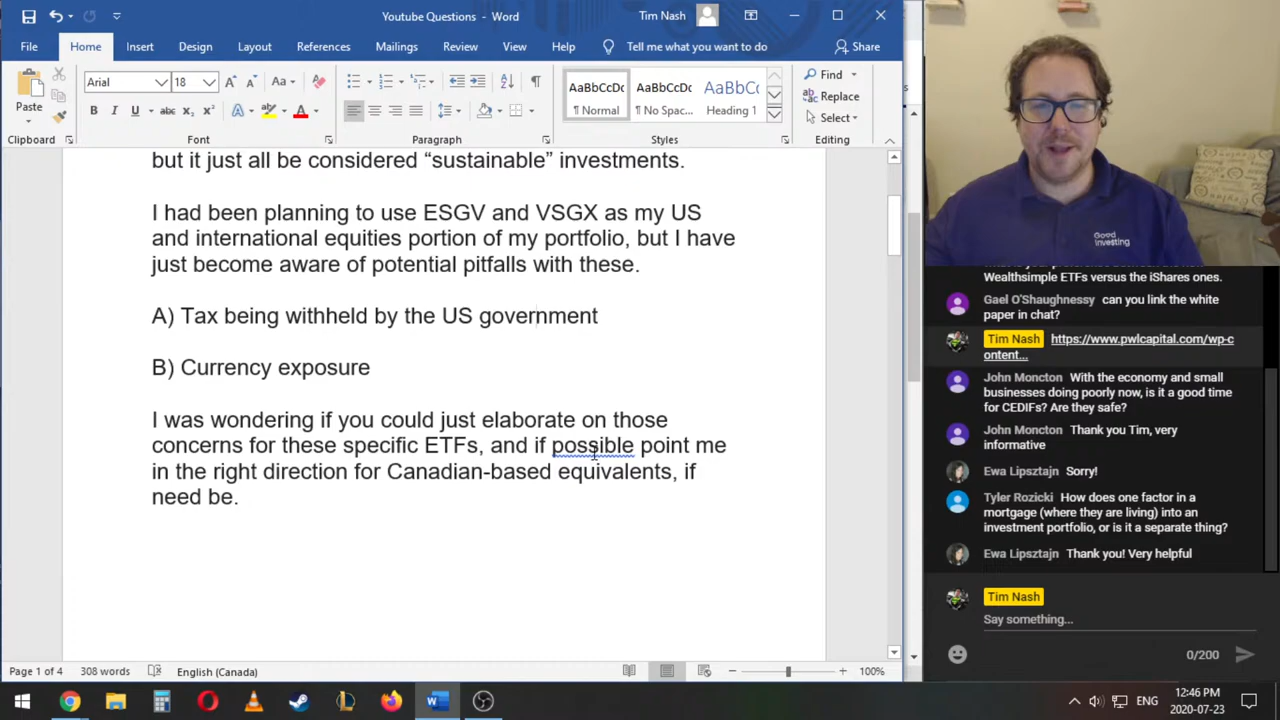 Youtube Questions - Word
Tim Nash
File
Home
Insert
Design
Layout
References
Mailings
Review
View
Help
Tell me what you want to do
Share
Paste
Clipboard
Arial
18
Aa
B I U abc X₂ X²
A
Font
Paragraph
AaBbCcDc
¶ Normal
AaBbCcDc
¶ No Spac...
AaBbCc
Heading 1
Styles
Find
Replace
Select
Editing
but it just all be considered “sustainable” investments.
I had been planning to use ESGV and VSGX as my US
and international equities portion of my portfolio, but I have
just become aware of potential pitfalls with these.
A) Tax being withheld by the US government
B) Currency exposure
I was wondering if you could just elaborate on those
concerns for these specific ETFs, and if possible point me
in the right direction for Canadian-based equivalents, if
need be.
Page 1 of 4
308 words
English (Canada)
100%
Good
Investing
Wealthsimple ETFs versus the iShares ones.
Gael O'Shaughnessy can you link the white
paper in chat?
Tim Nash https://www.pwlcapital.com/wp-c
ontent...
John Moncton With the economy and small
businesses doing poorly now, is it a good time
for CEDIFs? Are they safe?
John Moncton Thank you Tim, very
informative
Ewa Lipsztajn Sorry!
Tyler Rozicki How does one factor in a
mortgage (where they are living) into an
investment portfolio, or is it a separate thing?
Ewa Lipsztajn Thank you! Very helpful
Tim Nash
Say something...
0/200
ENG
12:46 PM
2020-07-23